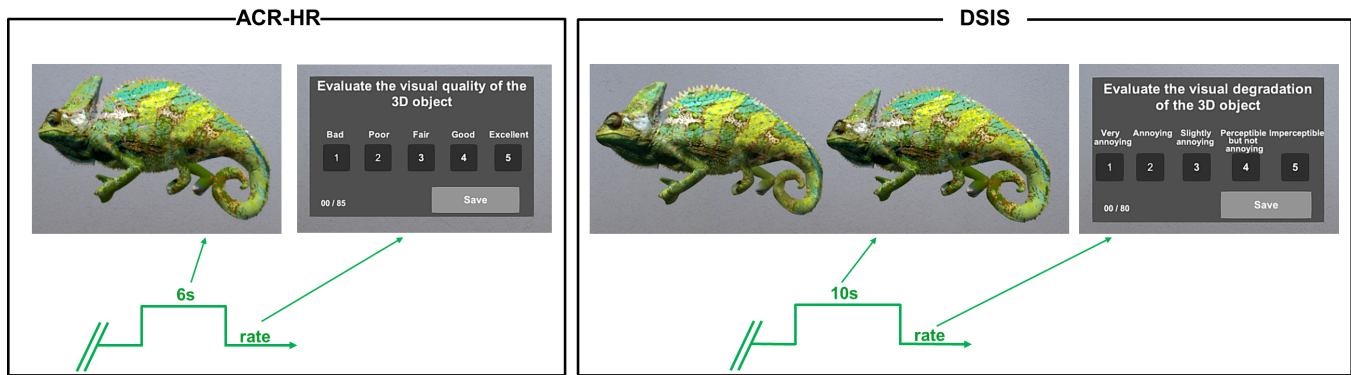 ACR-HR
Evaluate the visual quality of the
3D object
Bad Poor Fair Good Excellent
1 2 3 4 5
00 / 85
Save
6s
rate
DSIS
Evaluate the visual degradation
of the 3D object
Very
annoying
Annoying
Slightly
annoying
Perceptible
but not
annoying
Imperceptible
1 2 3 4 5
00 / 80
Save
10s
rate